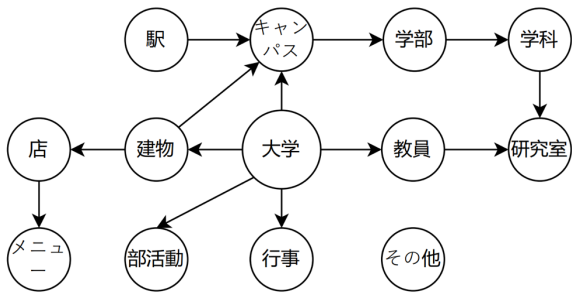 駅
キャン
パス
学部
学科
店
建物
大学
教員
研究室
メニュ
ー
部活動
行事
その他